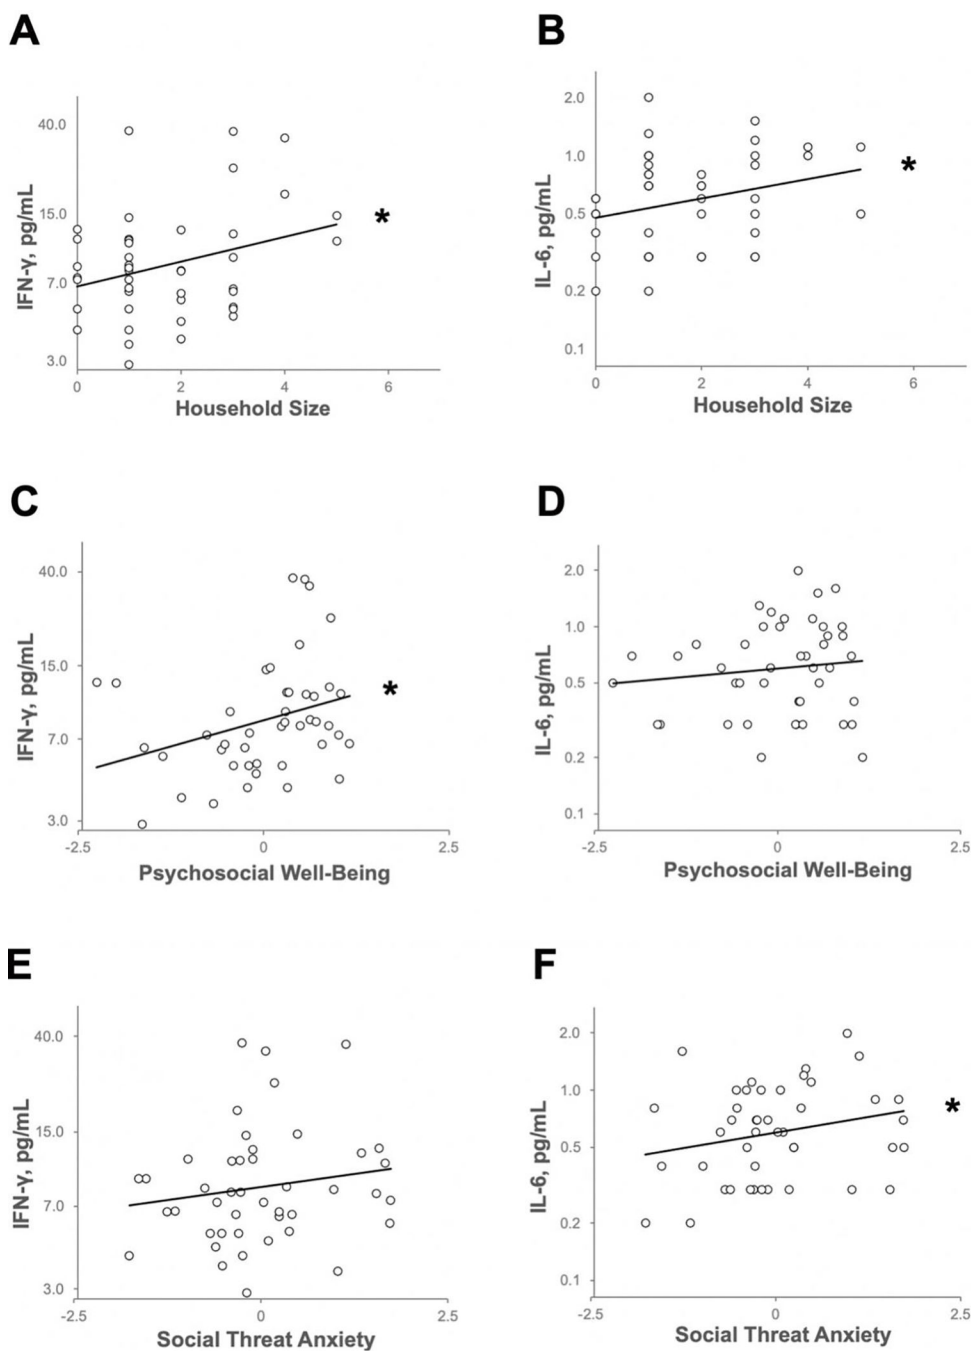 A
40.0
15.0
7.0
3.0
IFN-γ, pg/mL
0
2
4
6
Household Size
*
B
2.0
1.0
0.5
0.2
0.1
IL-6, pg/mL
0
2
4
6
Household Size
*
C
40.0
15.0
7.0
3.0
IFN-γ, pg/mL
-2.5
0
2.5
Psychosocial Well-Being
*
D
2.0
1.0
0.5
0.2
0.1
IL-6, pg/mL
-2.5
0
2.5
Psychosocial Well-Being
E
40.0
15.0
7.0
3.0
IFN-γ, pg/mL
-2.5
0
2.5
Social Threat Anxiety
F
2.0
1.0
0.5
0.2
0.1
IL-6, pg/mL
-2.5
0
2.5
Social Threat Anxiety
*